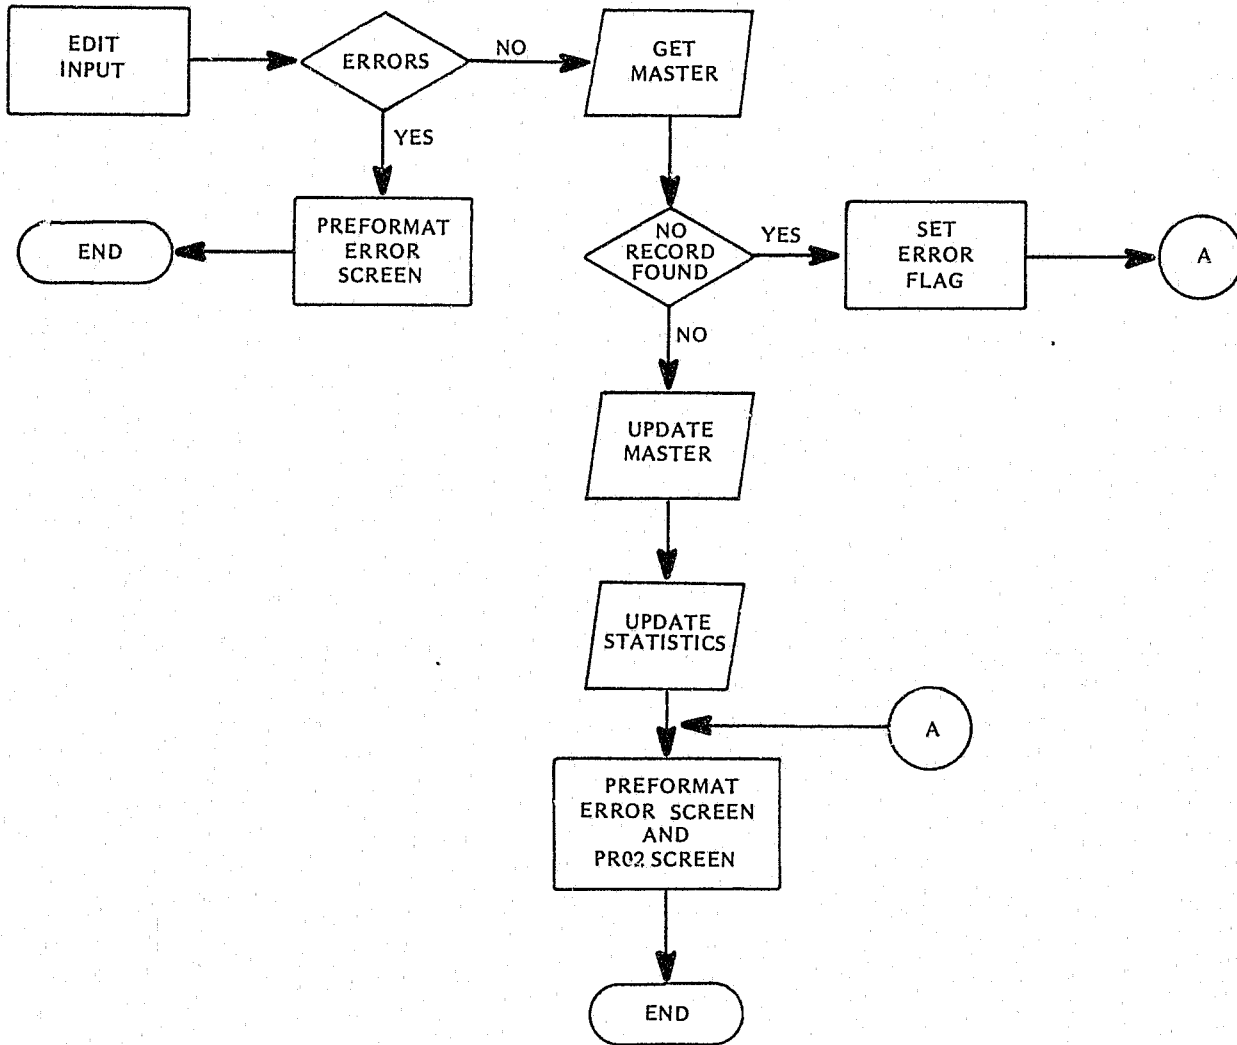 EDIT
INPUT
ERRORS
NO
GET
MASTER
YES
END
PREFORMAT
ERROR
SCREEN
NO
RECORD
FOUND
YES
SET
ERROR
FLAG
A
NO
UPDATE
MASTER
UPDATE
STATISTICS
A
PREFORMAT
ERROR SCREEN
AND
PR02 SCREEN
END